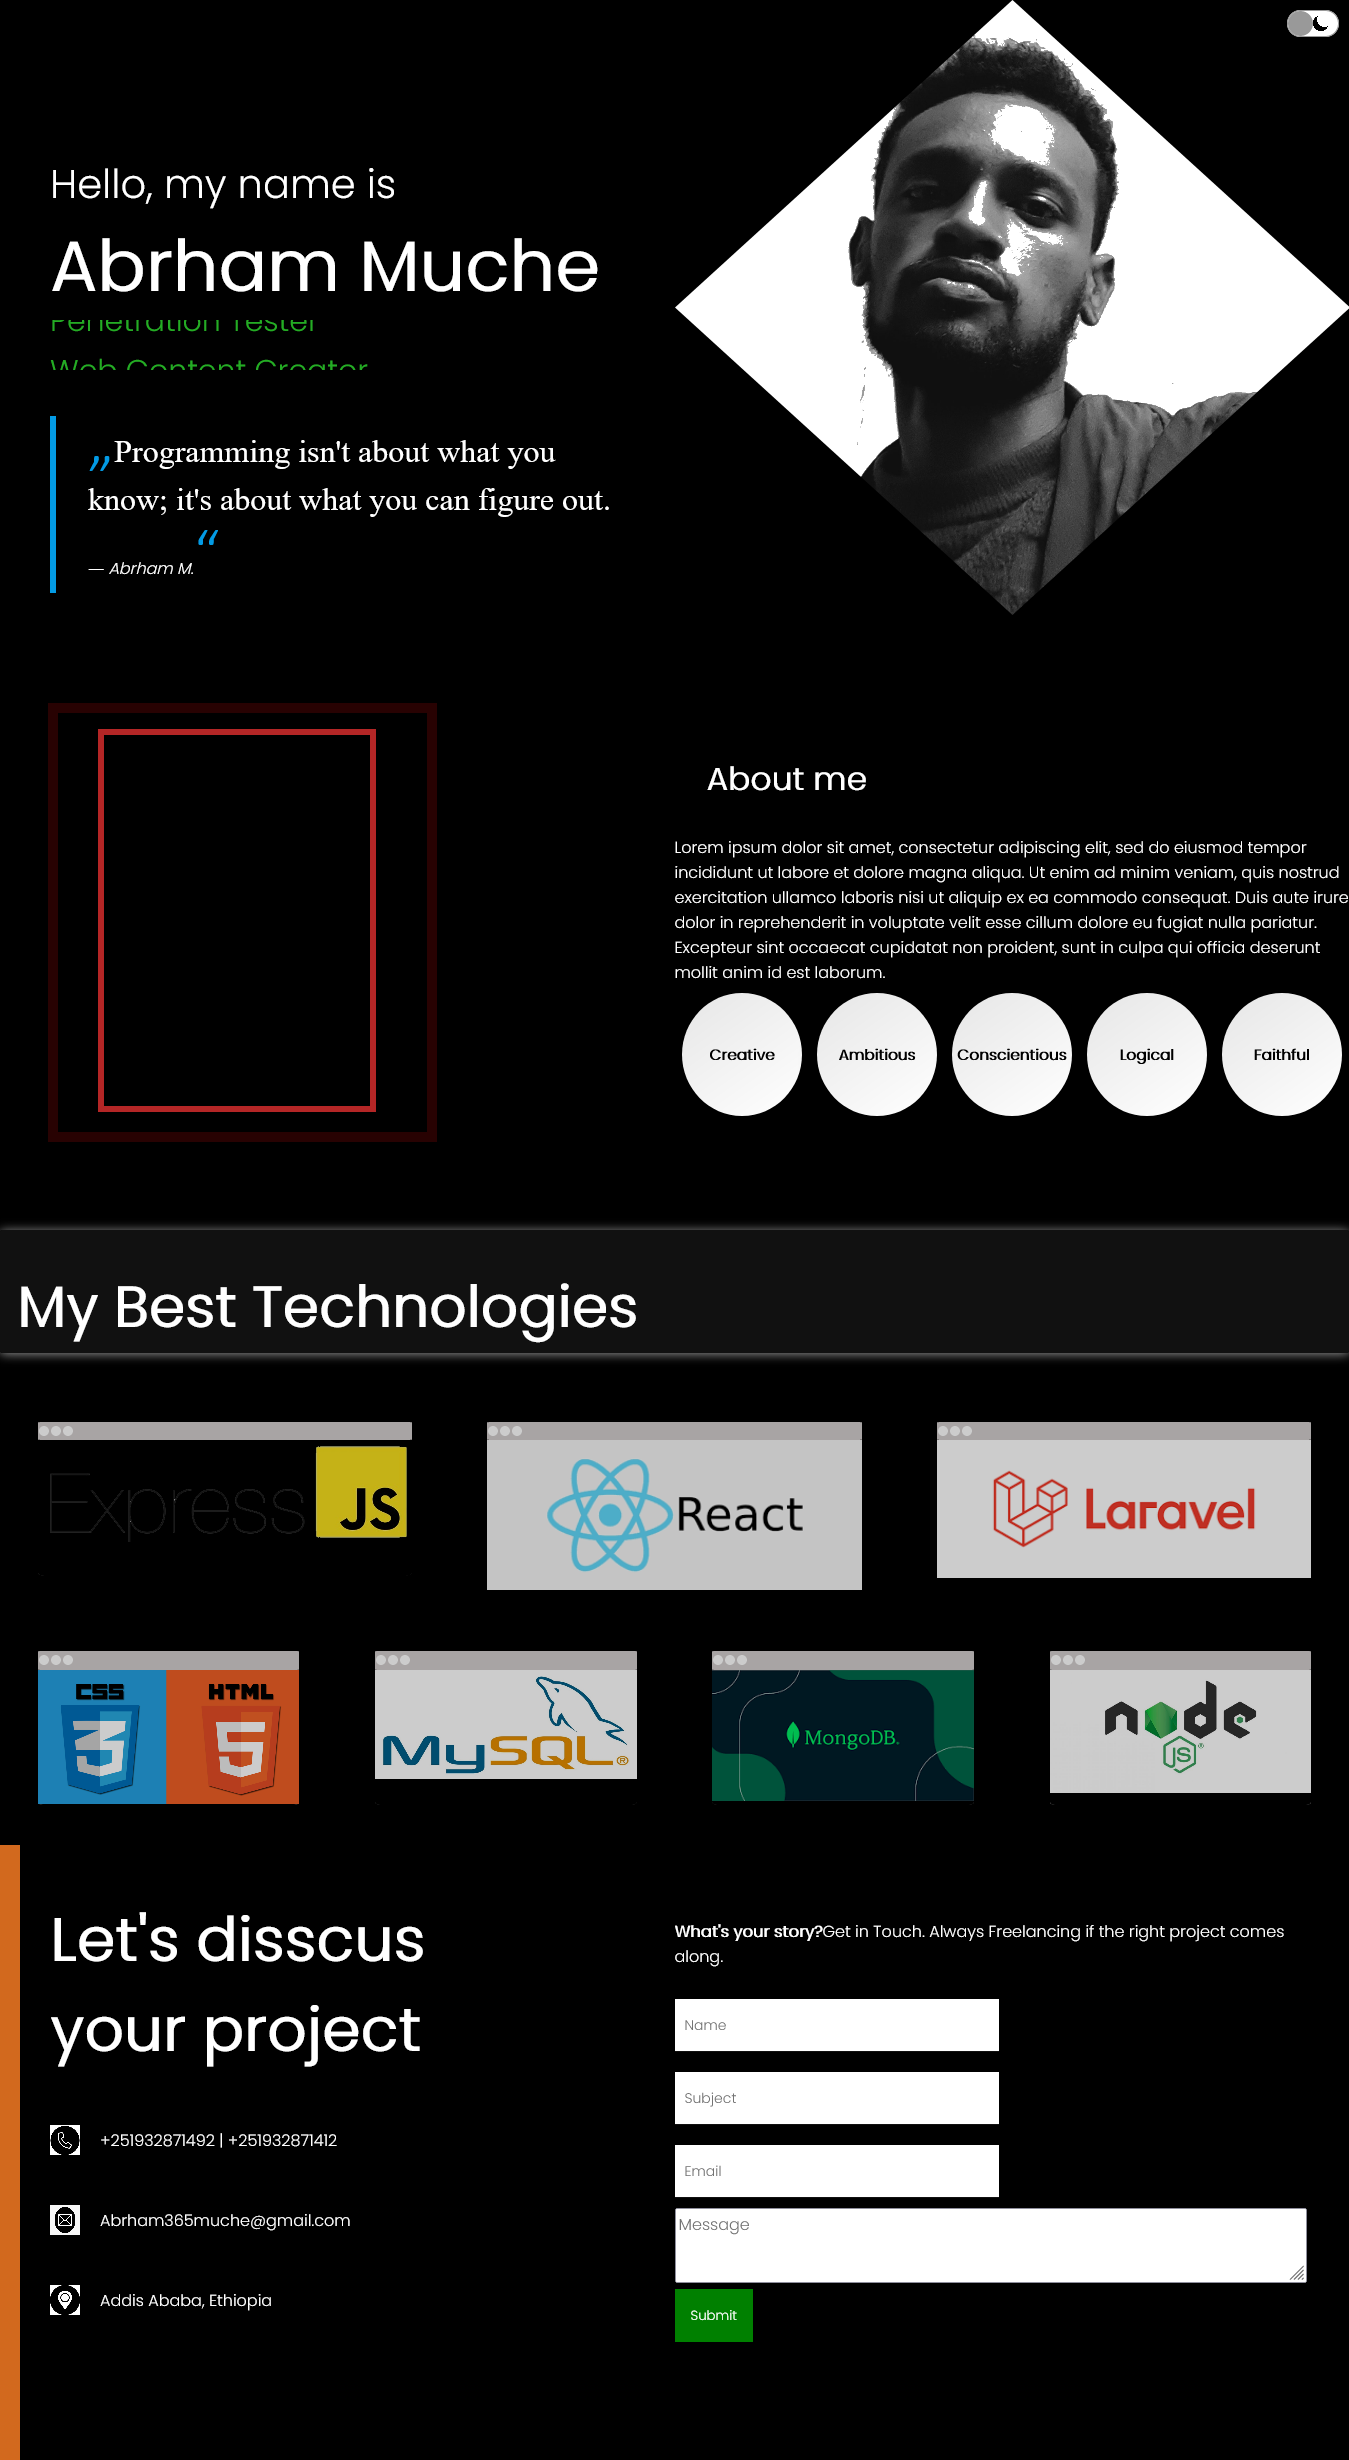 Hello, my name is
Abrham Muche
Penetration Tester
Web Content Creator
„Programming isn't about what you
know; it's about what you can figure out.
“
— Abrham M.
About me
Lorem ipsum dolor sit amet, consectetur adipiscing elit, sed do eiusmod tempor
incididunt ut labore et dolore magna aliqua. Ut enim ad minim veniam, quis nostrud
exercitation ullamco laboris nisi ut aliquip ex ea commodo consequat. Duis aute irure
dolor in reprehenderit in voluptate velit esse cillum dolore eu fugiat nulla pariatur.
Excepteur sint occaecat cupidatat non proident, sunt in culpa qui officia deserunt
mollit anim id est laborum.
Creative
Ambitious
Conscientious
Logical
Faithful
My Best Technologies
Express JS
React
Laravel
CSS
3
HTML
5
MySQL®
MongoDB.
node
JS®
Let's disscus
your project
+251932871492 | +251932871412
Abrham365muche@gmail.com
Addis Ababa, Ethiopia
What's your story?Get in Touch. Always Freelancing if the right project comes
along.
Name
Subject
Email
Message
Submit